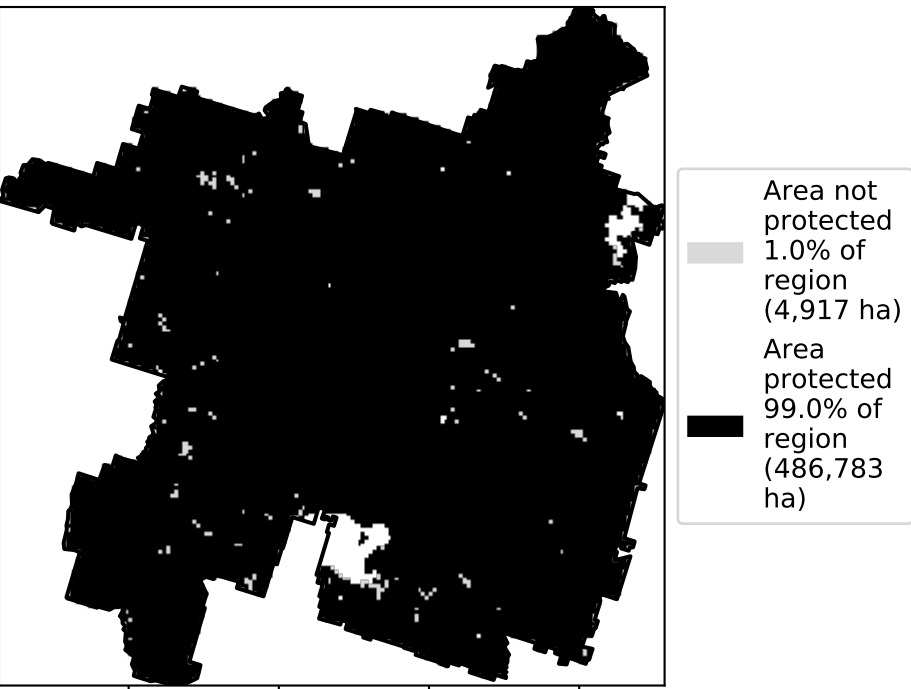 Area not
protected
1.0% of
region
(4,917 ha)
Area
protected
99.0% of
region
(486,783
ha)